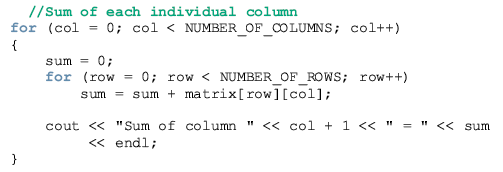 //Sum of each individual column
for (col = 0; col < NUMBER_OF_COLUMNS; col++)
{
    sum = 0;
    for (row = 0; row < NUMBER_OF_ROWS; row++)
        sum = sum + matrix[row][col];
    cout << "Sum of column " << col + 1 << " = " << sum
         << endl;
}